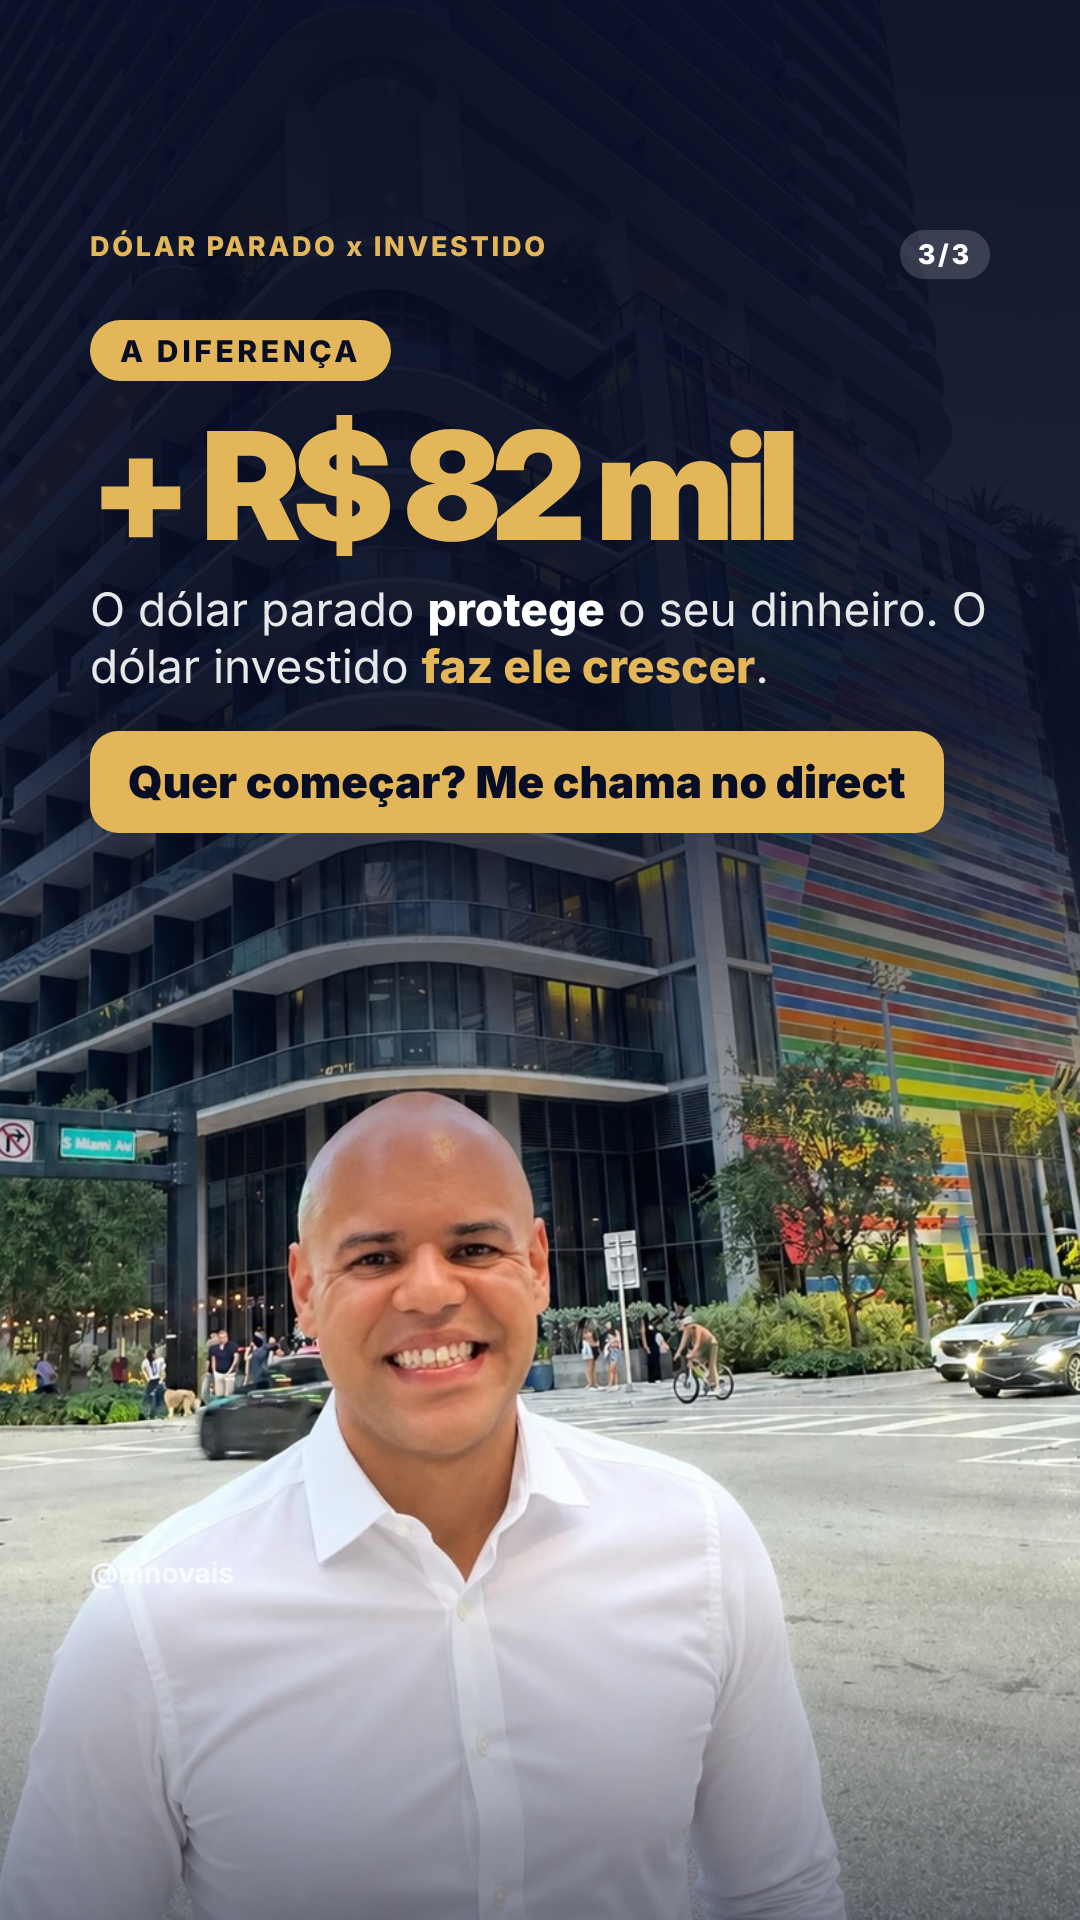 DÓLAR PARADO x INVESTIDO
3/3
A DIFERENÇA
+ R$ 82 mil
O dólar parado protege o seu dinheiro. O
dólar investido faz ele crescer.
Quer começar? Me chama no direct
S Miami Av
@mnovais